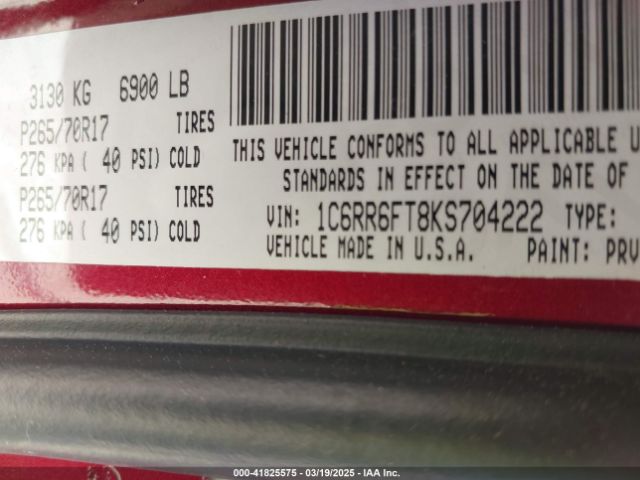 3130 KG 6900 LB
P265/70R17 TIRES
276 KPA ( 40 PSI) COLD
P265/70R17 TIRES
276 KPA ( 40 PSI) COLD
THIS VEHICLE CONFORMS TO ALL APPLICABLE U
STANDARDS IN EFFECT ON THE DATE OF
VIN: 1C6RR6FT8KS704222 TYPE:
VEHICLE MADE IN U.S.A. PAINT: PRV
000-41825575 - 03/19/2025 - IAA Inc.